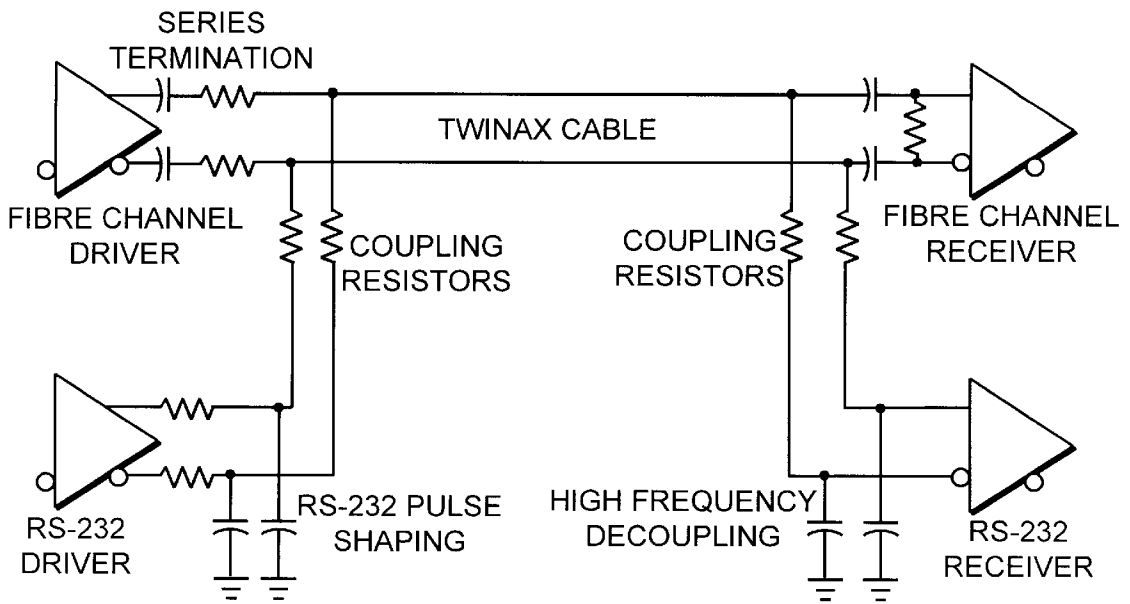 SERIES
TERMINATION
TWINAX CABLE
FIBRE CHANNEL
DRIVER
COUPLING
RESISTORS
COUPLING
RESISTORS
FIBRE CHANNEL
RECEIVER
RS-232
DRIVER
RS-232 PULSE
SHAPING
HIGH FREQUENCY
DECOUPLING
RS-232
RECEIVER